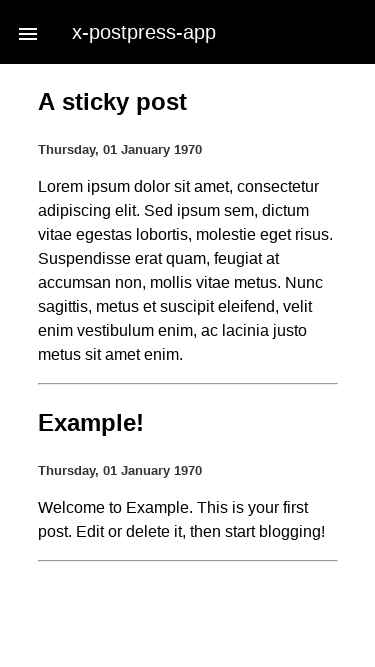 x-postpress-app
A sticky post
Thursday, 01 January 1970
Lorem ipsum dolor sit amet, consectetur
adipiscing elit. Sed ipsum sem, dictum
vitae egestas lobortis, molestie eget risus.
Suspendisse erat quam, feugiat at
accumsan non, mollis vitae metus. Nunc
sagittis, metus et suscipit eleifend, velit
enim vestibulum enim, ac lacinia justo
metus sit amet enim.
Example!
Thursday, 01 January 1970
Welcome to Example. This is your first
post. Edit or delete it, then start blogging!